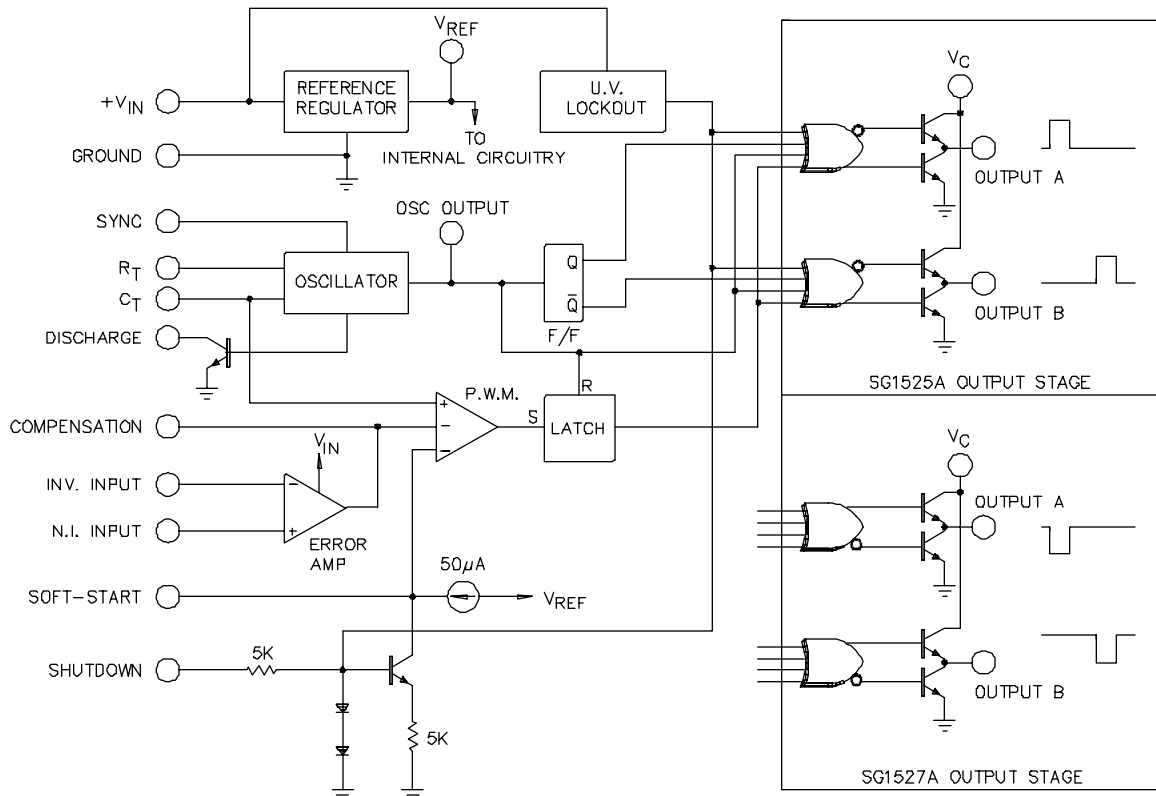 VREF
REFERENCE
REGULATOR
U.V.
LOCKOUT
+VIN
TO
INTERNAL CIRCUITRY
GROUND
SYNC
OSC OUTPUT
RT
OSCILLATOR
CT
Q
Q̅
F/F
DISCHARGE
P.W.M.
R
S
LATCH
+
−
−
COMPENSATION
VIN
INV. INPUT
−
N.I. INPUT
+
ERROR
AMP
SOFT-START
50µA
VREF
SHUTDOWN
5K
5K
VC
OUTPUT A
OUTPUT B
SG1525A OUTPUT STAGE
VC
OUTPUT A
OUTPUT B
SG1527A OUTPUT STAGE